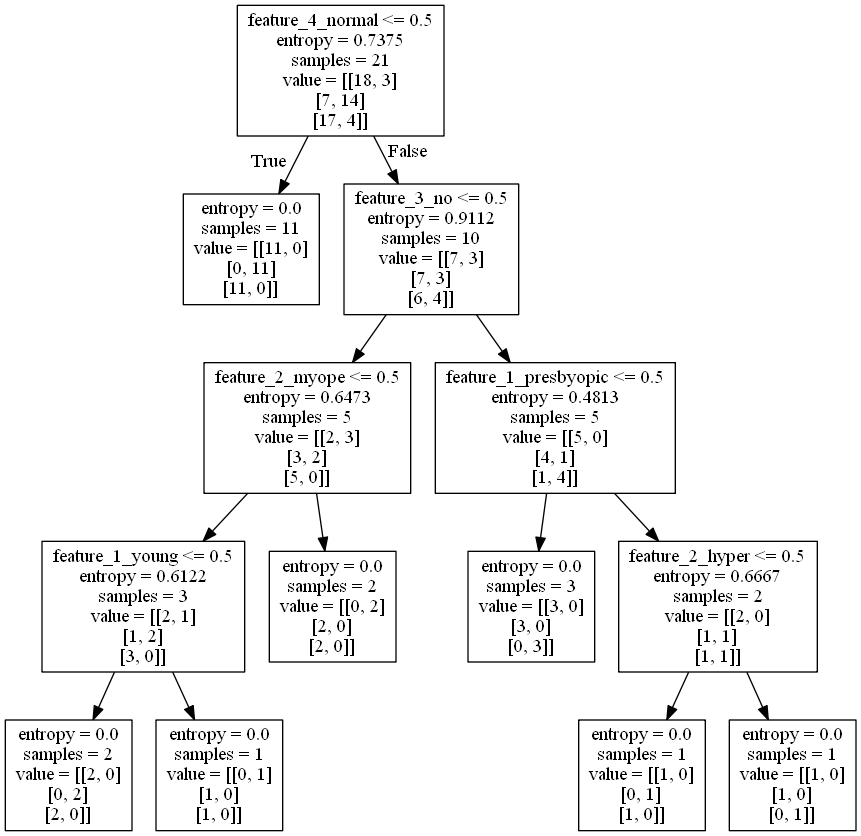 feature_4_normal <= 0.5
entropy = 0.7375
samples = 21
value = [[18, 3]
[7, 14]
[17, 4]]
True
False
entropy = 0.0
samples = 11
value = [[11, 0]
[0, 11]
[11, 0]]
feature_3_no <= 0.5
entropy = 0.9112
samples = 10
value = [[7, 3]
[7, 3]
[6, 4]]
feature_2_myope <= 0.5
entropy = 0.6473
samples = 5
value = [[2, 3]
[3, 2]
[5, 0]]
feature_1_presbyopic <= 0.5
entropy = 0.4813
samples = 5
value = [[5, 0]
[4, 1]
[1, 4]]
feature_1_young <= 0.5
entropy = 0.6122
samples = 3
value = [[2, 1]
[1, 2]
[3, 0]]
entropy = 0.0
samples = 2
value = [[0, 2]
[2, 0]
[2, 0]]
entropy = 0.0
samples = 3
value = [[3, 0]
[3, 0]
[0, 3]]
feature_2_hyper <= 0.5
entropy = 0.6667
samples = 2
value = [[2, 0]
[1, 1]
[1, 1]]
entropy = 0.0
samples = 2
value = [[2, 0]
[0, 2]
[2, 0]]
entropy = 0.0
samples = 1
value = [[0, 1]
[1, 0]
[1, 0]]
entropy = 0.0
samples = 1
value = [[1, 0]
[0, 1]
[1, 0]]
entropy = 0.0
samples = 1
value = [[1, 0]
[1, 0]
[0, 1]]